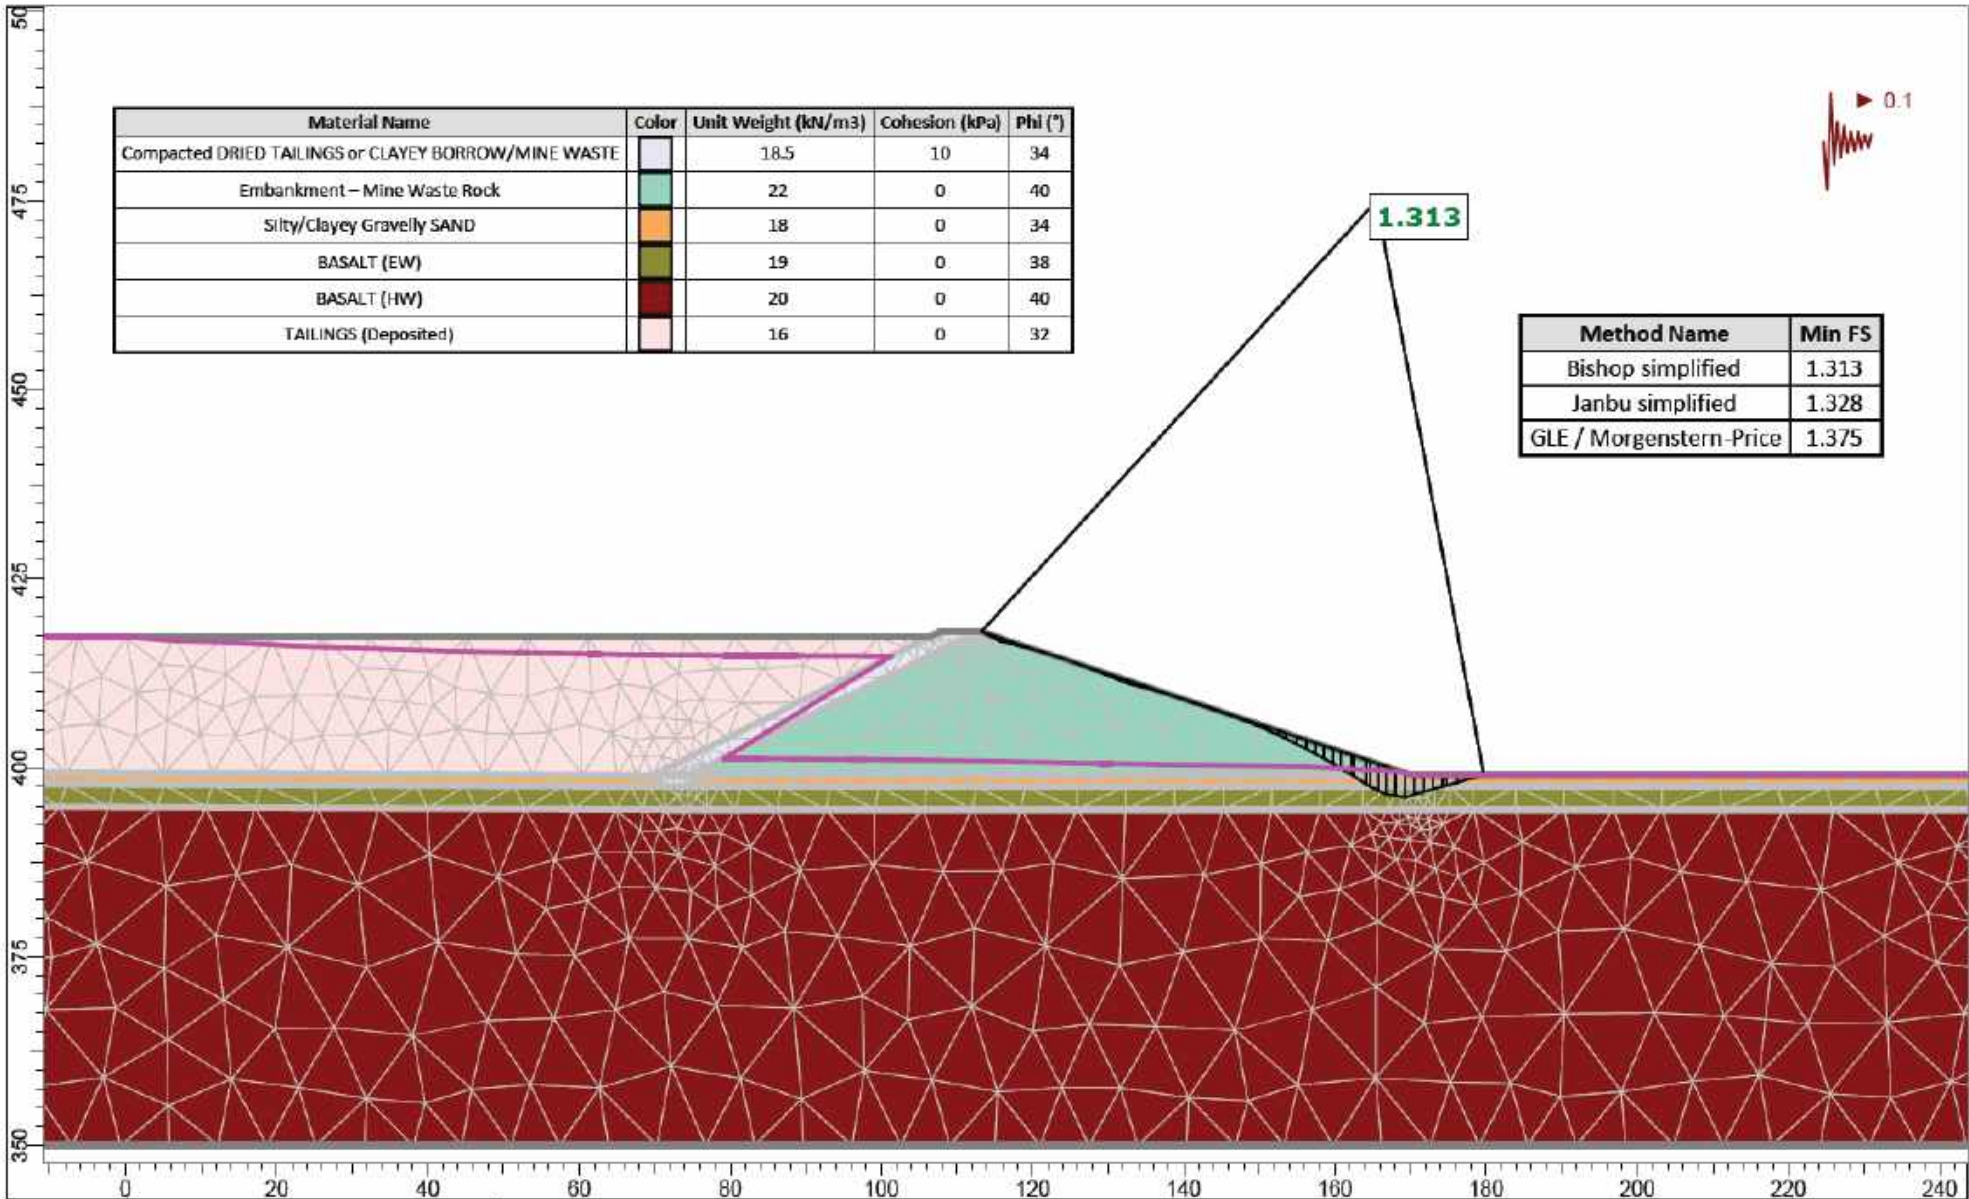 Material Name Color Unit Weight (kN/m3) Cohesion (kPa) Phi (°)
Compacted DRIED TAILINGS or CLAYEY BORROW/MINE WASTE 18.5 10 34
Embankment – Mine Waste Rock 22 0 40
Silty/Clayey Gravelly SAND 18 0 34
BASALT (EW) 19 0 38
BASALT (HW) 20 0 40
TAILINGS (Deposited) 16 0 32
0.1
1.313
Method Name Min FS
Bishop simplified 1.313
Janbu simplified 1.328
GLE / Morgenstern-Price 1.375
475
450
425
400
375
350
0 20 40 60 80 100 120 140 160 180 200 220 240